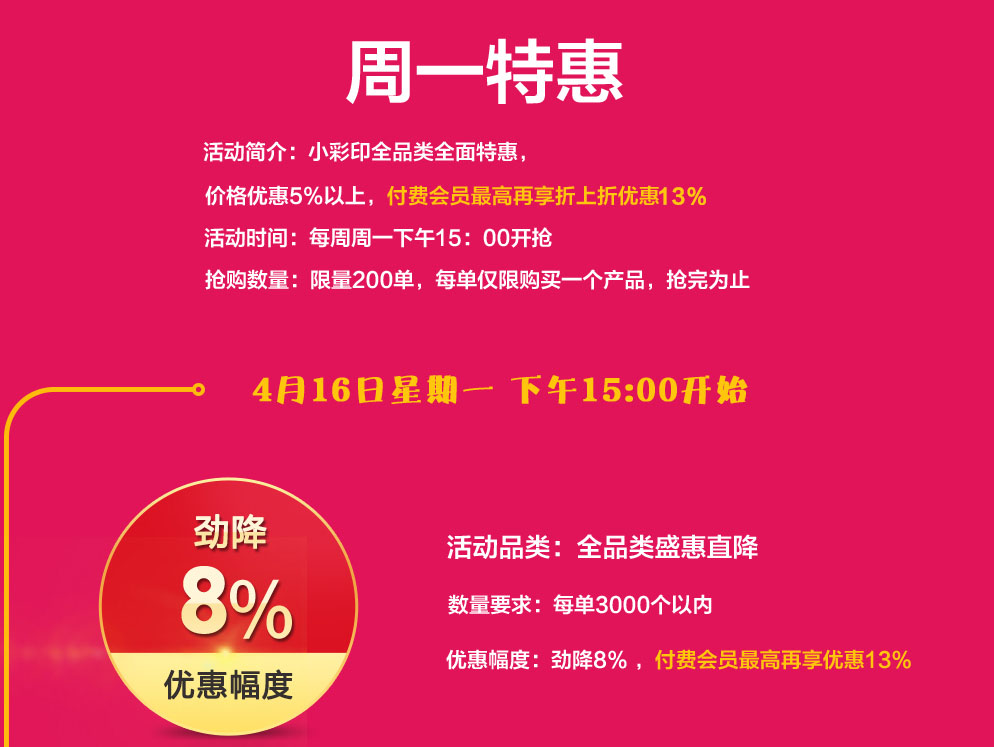 周一特惠
活动简介：小彩印全品类全面特惠，
价格优惠5%以上，付费会员最高再享折上折优惠13%
活动时间：每周周一下午15：00开抢
抢购数量：限量200单，每单仅限购买一个产品，抢完为止
4月16日星期一 下午15:00开始
劲降
8%
优惠幅度
活动品类：全品类盛惠直降
数量要求：每单3000个以内
优惠幅度：劲降8%，付费会员最高再享优惠13%